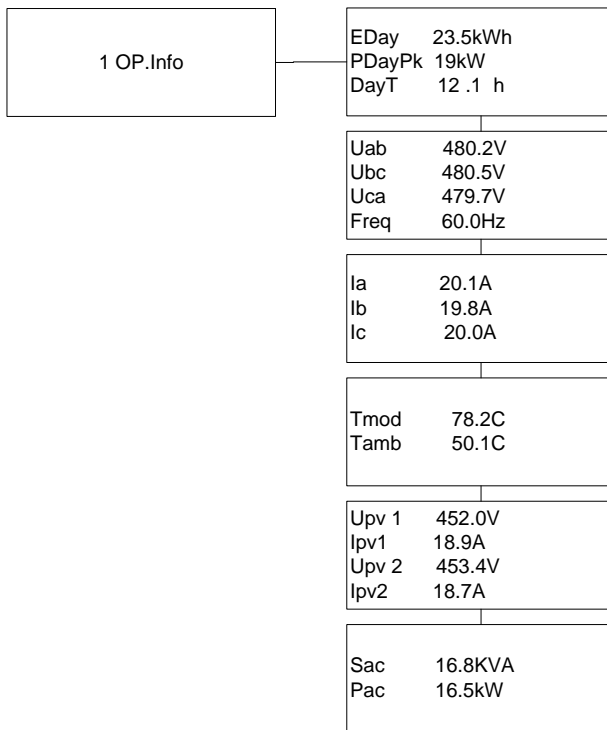 1 OP.Info
EDay 23.5kWh
PDayPk 19kW
DayT 12 .1 h
Uab 480.2V
Ubc 480.5V
Uca 479.7V
Freq 60.0Hz
Ia 20.1A
Ib 19.8A
Ic 20.0A
Tmod 78.2C
Tamb 50.1C
Upv 1 452.0V
Ipv1 18.9A
Upv 2 453.4V
Ipv2 18.7A
Sac 16.8KVA
Pac 16.5kW